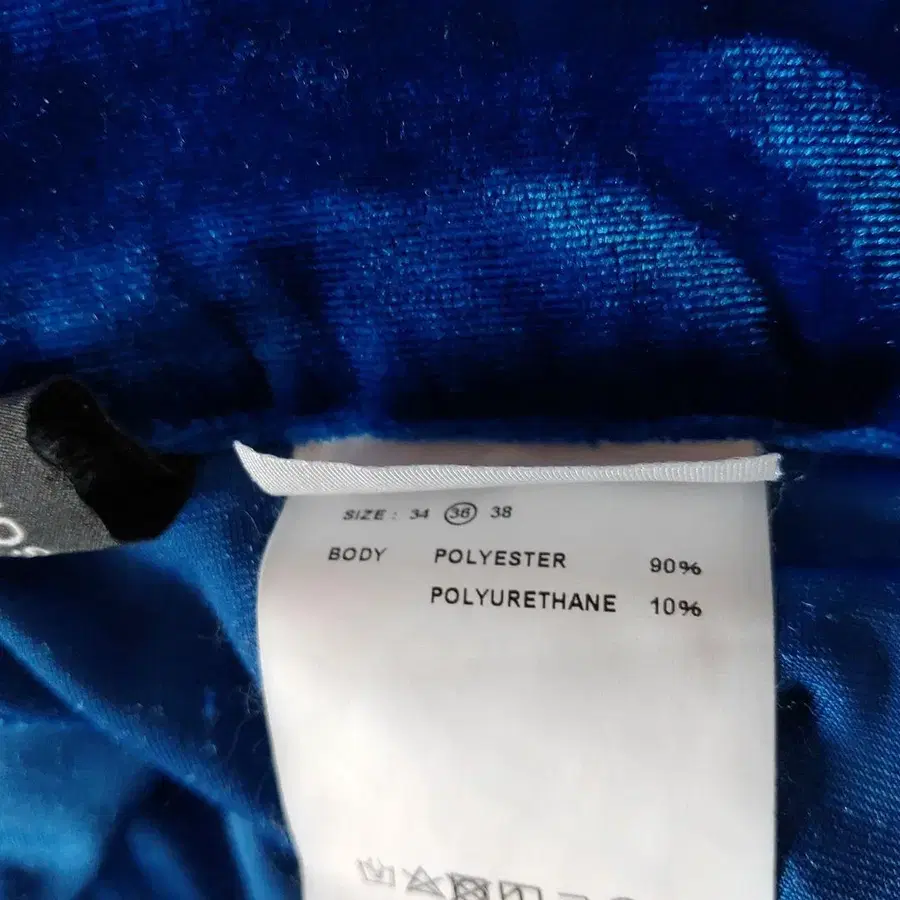 SIZE : 34 36 38
BODY POLYESTER 90%
POLYURETHANE 10%